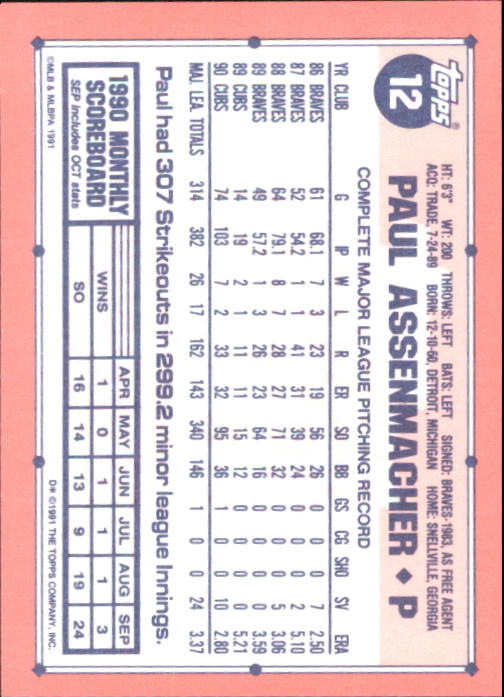 Topps®
12
HT: 6'3" WT: 200 THROWS: LEFT BATS: LEFT SIGNED: BRAVES-1983, AS FREE AGENT
ACQ: TRADE, 7-24-89 BORN: 12-10-60, DETROIT, MICHIGAN HOME: SNELLVILLE, GEORGIA
PAUL ASSENMACHER ♦ P
COMPLETE MAJOR LEAGUE PITCHING RECORD
YR CLUB G IP W L R ER SO BB GS CG SHO SV ERA
86 BRAVES 61 68.1 7 3 23 19 56 26 0 0 0 7 2.50
87 BRAVES 52 54.2 1 1 41 31 39 24 0 0 0 2 5.10
88 BRAVES 64 79.1 8 7 28 27 71 32 0 0 0 5 3.06
89 BRAVES 49 57.2 1 3 26 23 64 16 0 0 0 0 3.59
89 CUBS 14 19 2 1 11 11 15 12 0 0 0 0 5.21
90 CUBS 74 103 7 2 33 32 95 36 1 0 0 10 2.80
MAJ. LEA. TOTALS 314 382 26 17 162 143 340 146 1 0 0 24 3.37
Paul had 307 Strikeouts in 299.2 minor league Innings.
1990 MONTHLY
SCOREBOARD
SEP includes OCT stats
APR MAY JUN JUL AUG SEP
WINS 1 0 1 1 1 3
SO 16 14 13 9 19 24
©MLB & MLBPA 1991
D* ©1991 THE TOPPS COMPANY, INC.